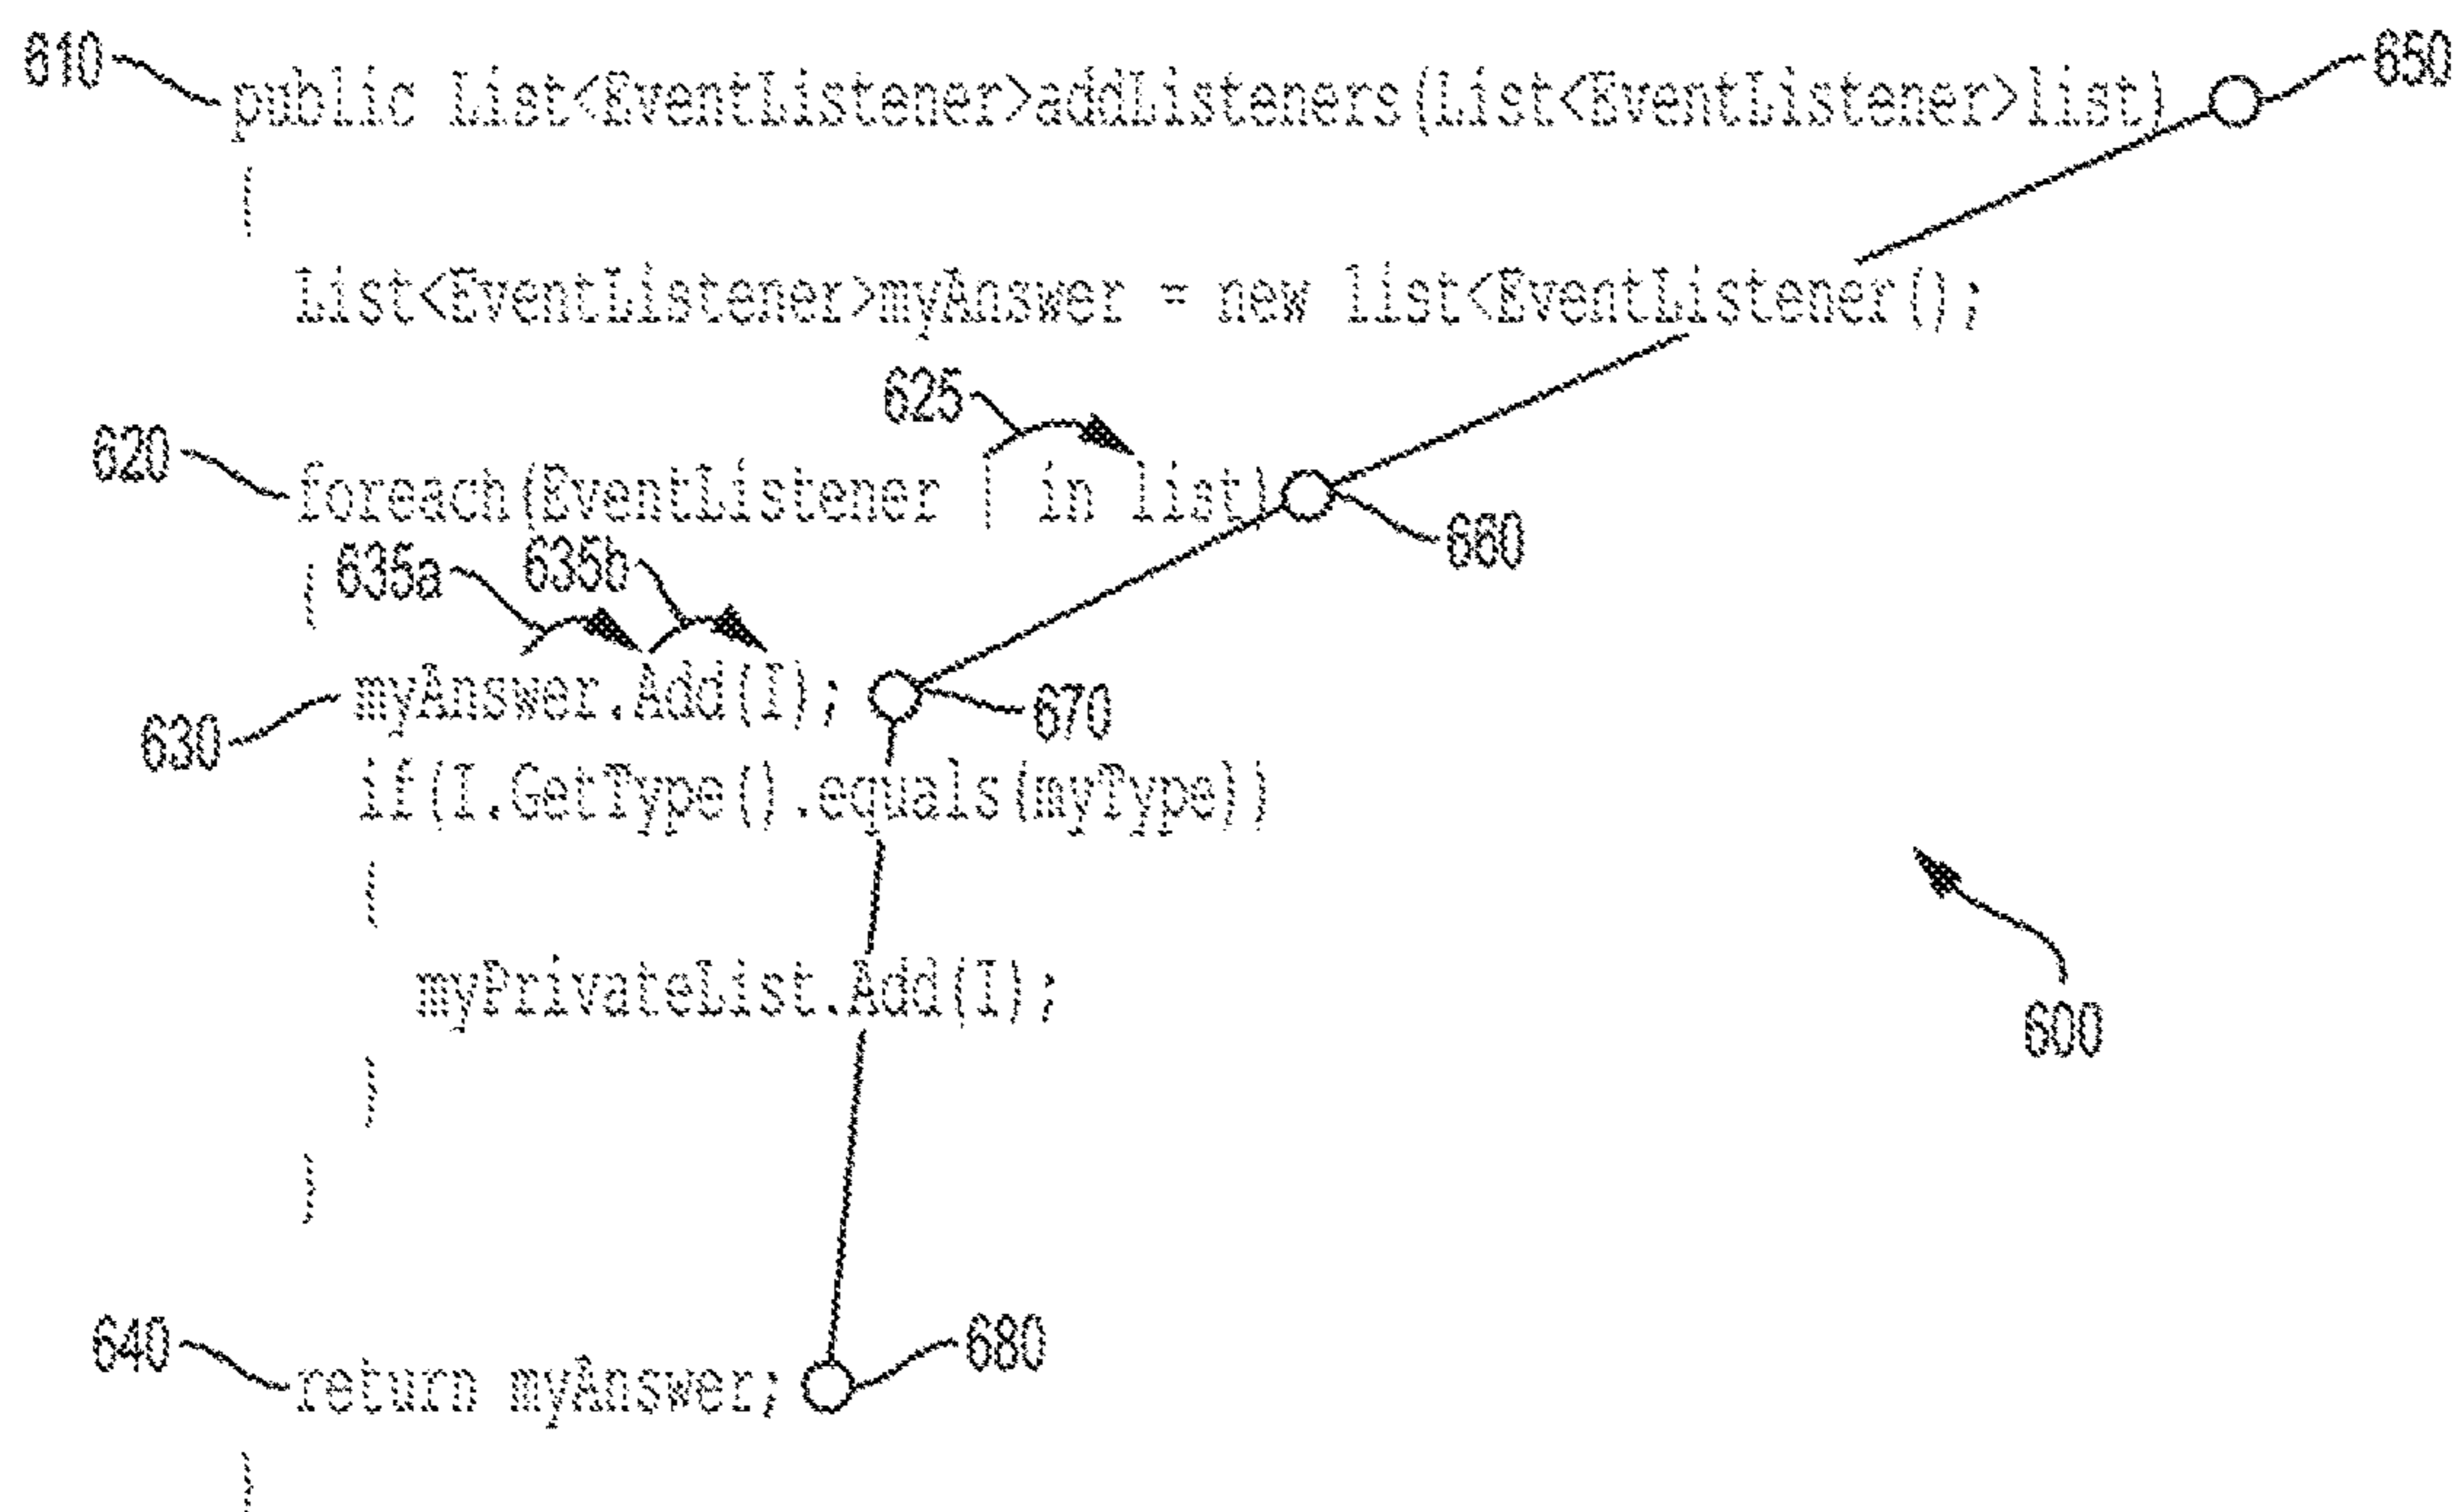 610 public List<EventListener>addListeners(List<EventListener>list) 650
{
List<EventListener>myAnswer = new list<EventListener();
625
620 foreach(EventListener | in list) 660
{ 635a 635b
630 myAnswer.Add(I); 670
if(I.GetType().equals(myType))
{
myPrivateList.Add(I);
600
}
}
640 return myAnswer; 680
}